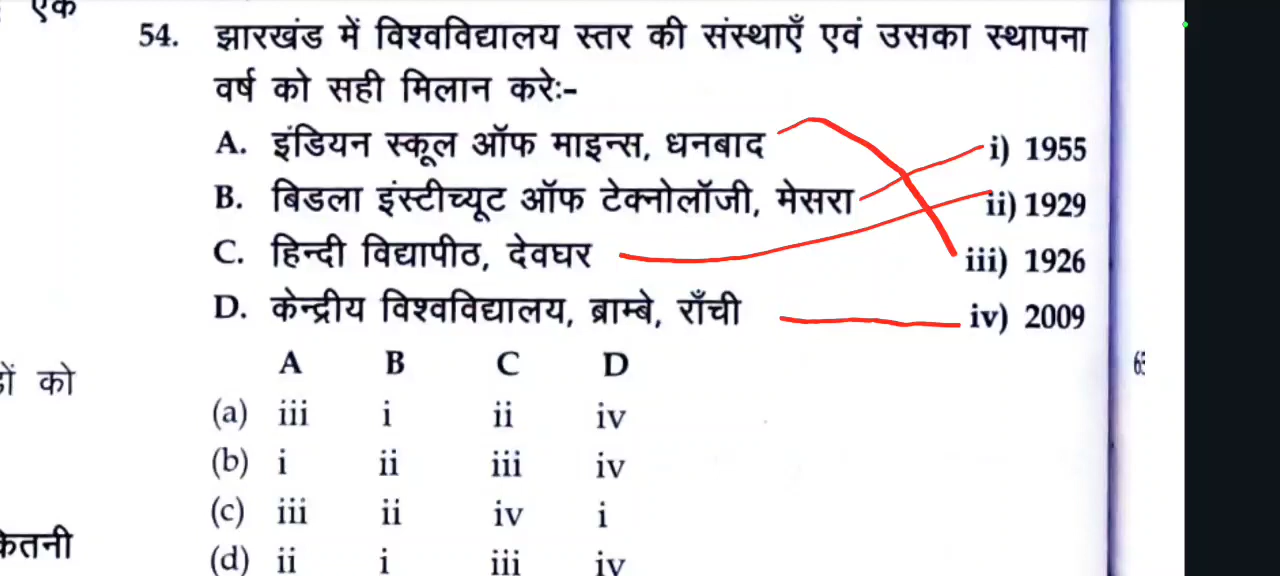 एक
54. झारखंड में विश्वविद्यालय स्तर की संस्थाएँ एवं उसका स्थापना
वर्ष को सही मिलान करेः-
A. इंडियन स्कूल ऑफ माइन्स, धनबाद i) 1955
B. बिडला इंस्टीच्यूट ऑफ टेक्नोलॉजी, मेसरा ii) 1929
C. हिन्दी विद्यापीठ, देवघर iii) 1926
D. केन्द्रीय विश्वविद्यालय, ब्राम्बे, राँची iv) 2009
A B C D
को
(a) iii i ii iv
(b) i ii iii iv
(c) iii ii iv i
(d) ii i iii iv